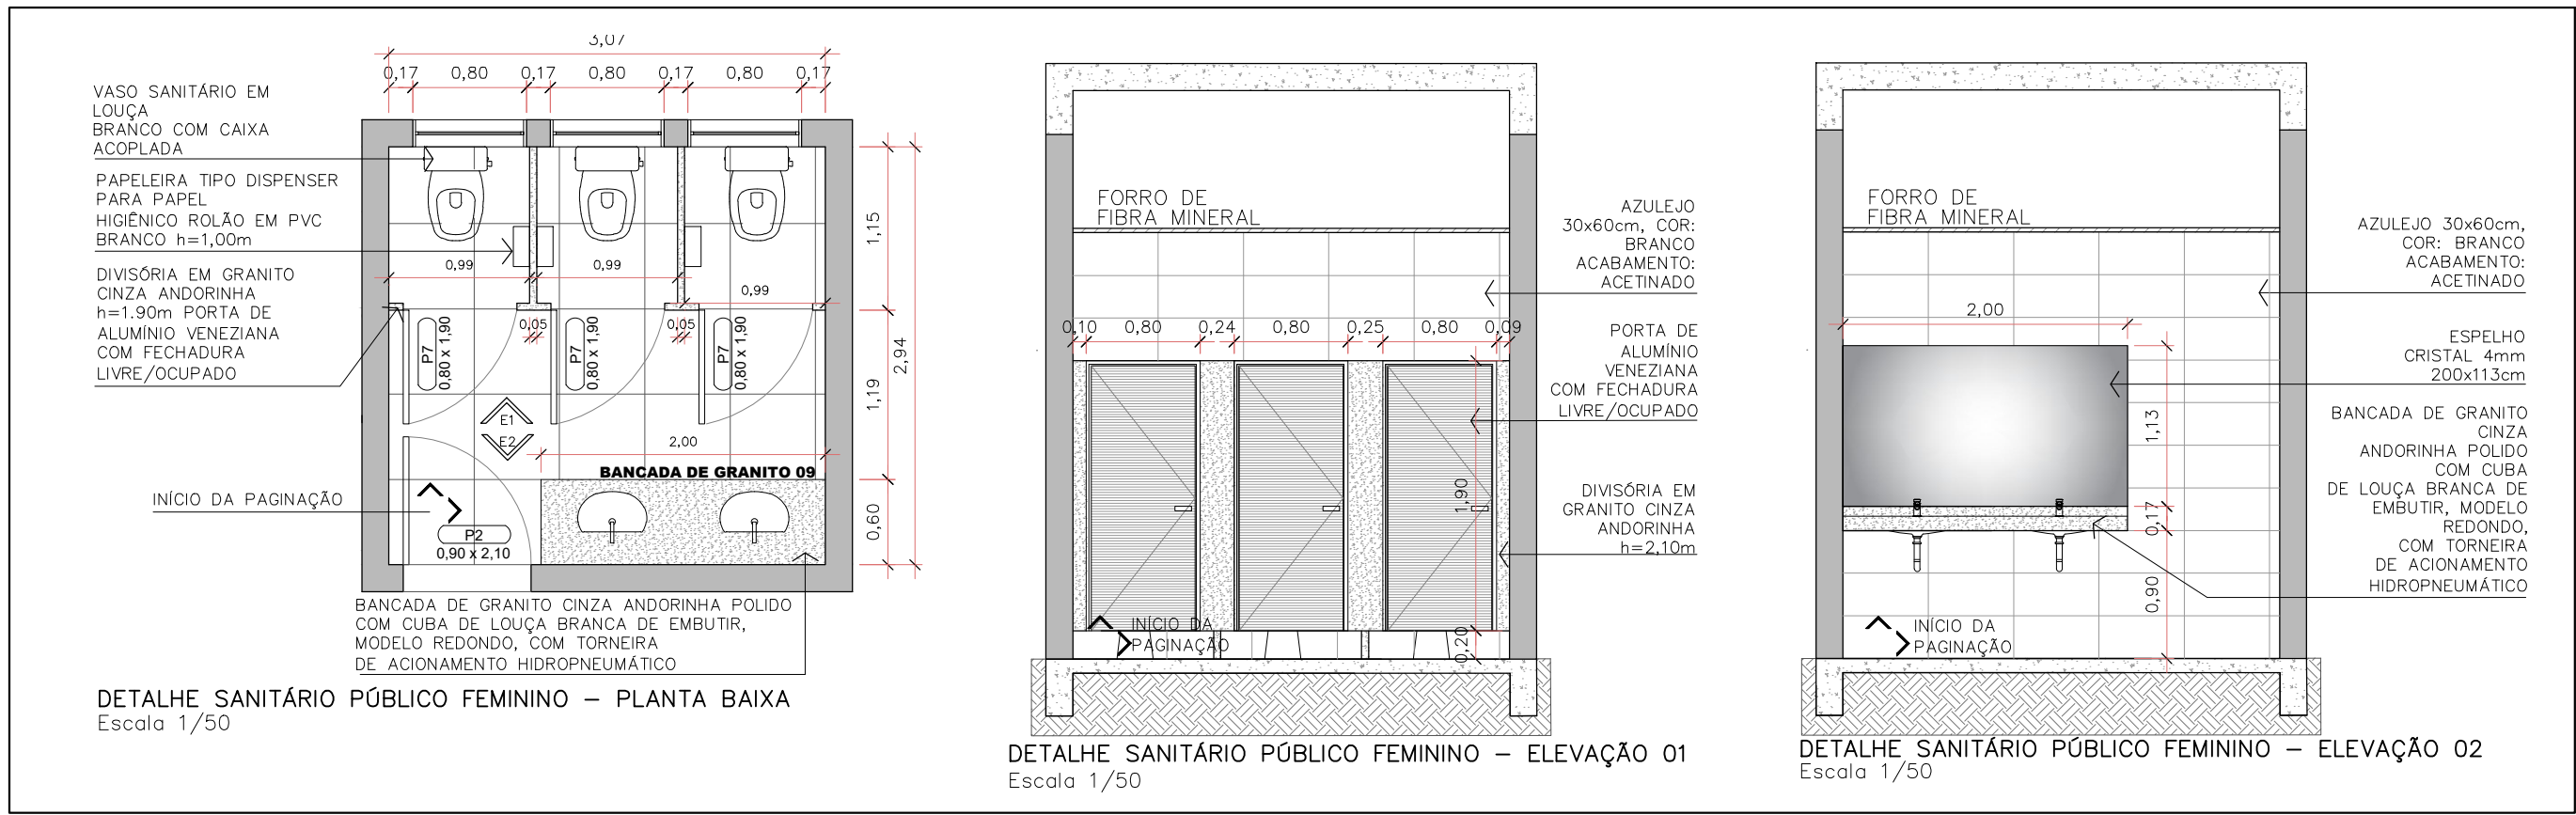 3,07
0,17 0,80 0,17 0,80 0,17 0,80 0,17
VASO SANITÁRIO EM
LOUÇA
BRANCO COM CAIXA
ACOPLADA
PAPELEIRA TIPO DISPENSER
PARA PAPEL
HIGIÊNICO ROLÃO EM PVC
BRANCO h=1,00m
DIVISÓRIA EM GRANITO
CINZA ANDORINHA
h=1.90m PORTA DE
ALUMÍNIO VENEZIANA
COM FECHADURA
LIVRE/OCUPADO
INÍCIO DA PAGINAÇÃO
0,99 0,99 0,99
0,05 0,05
P7
0,80 x 1,90
P7
0,80 x 1,90
P7
0,80 x 1,90
1,15
1,19
2,94
0,60
E1
E2
2,00
BANCADA DE GRANITO 09
P2
0,90 x 2,10
BANCADA DE GRANITO CINZA ANDORINHA POLIDO
COM CUBA DE LOUÇA BRANCA DE EMBUTIR,
MODELO REDONDO, COM TORNEIRA
DE ACIONAMENTO HIDROPNEUMÁTICO
DETALHE SANITÁRIO PÚBLICO FEMININO – PLANTA BAIXA
Escala 1/50
FORRO DE
FIBRA MINERAL
0,10 0,80 0,24 0,80 0,25 0,80 0,09
1,90
0,20
INÍCIO DA
PAGINAÇÃO
AZULEJO
30x60cm, COR:
BRANCO
ACABAMENTO:
ACETINADO
PORTA DE
ALUMÍNIO
VENEZIANA
COM FECHADURA
LIVRE/OCUPADO
DIVISÓRIA EM
GRANITO CINZA
ANDORINHA
h=2,10m
DETALHE SANITÁRIO PÚBLICO FEMININO – ELEVAÇÃO 01
Escala 1/50
FORRO DE
FIBRA MINERAL
2,00
1,13
0,17
0,90
INÍCIO DA
PAGINAÇÃO
AZULEJO 30x60cm,
COR: BRANCO
ACABAMENTO:
ACETINADO
ESPELHO
CRISTAL 4mm
200x113cm
BANCADA DE GRANITO
CINZA
ANDORINHA POLIDO
COM CUBA
DE LOUÇA BRANCA DE
EMBUTIR, MODELO
REDONDO,
COM TORNEIRA
DE ACIONAMENTO
HIDROPNEUMÁTICO
DETALHE SANITÁRIO PÚBLICO FEMININO – ELEVAÇÃO 02
Escala 1/50